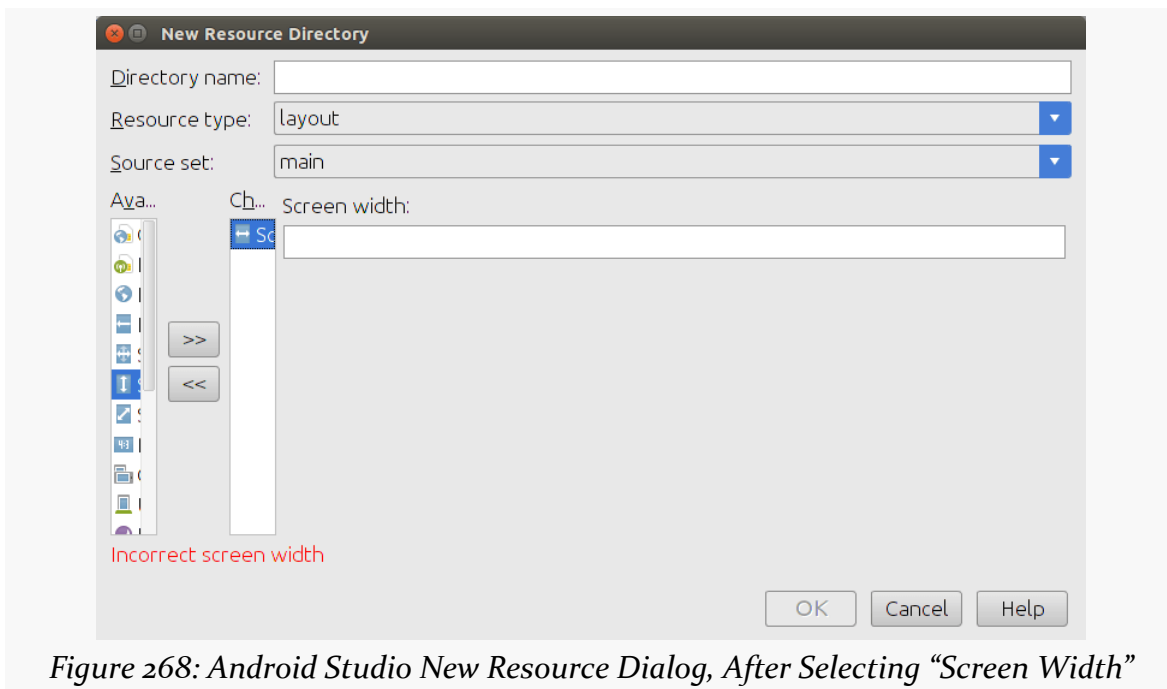 New Resource Directory
Directory name:
Resource type: layout
Source set: main
Ava... Ch... Screen width:
>>
<<
Incorrect screen width
OK Cancel Help
Figure 268: Android Studio New Resource Dialog, After Selecting “Screen Width”